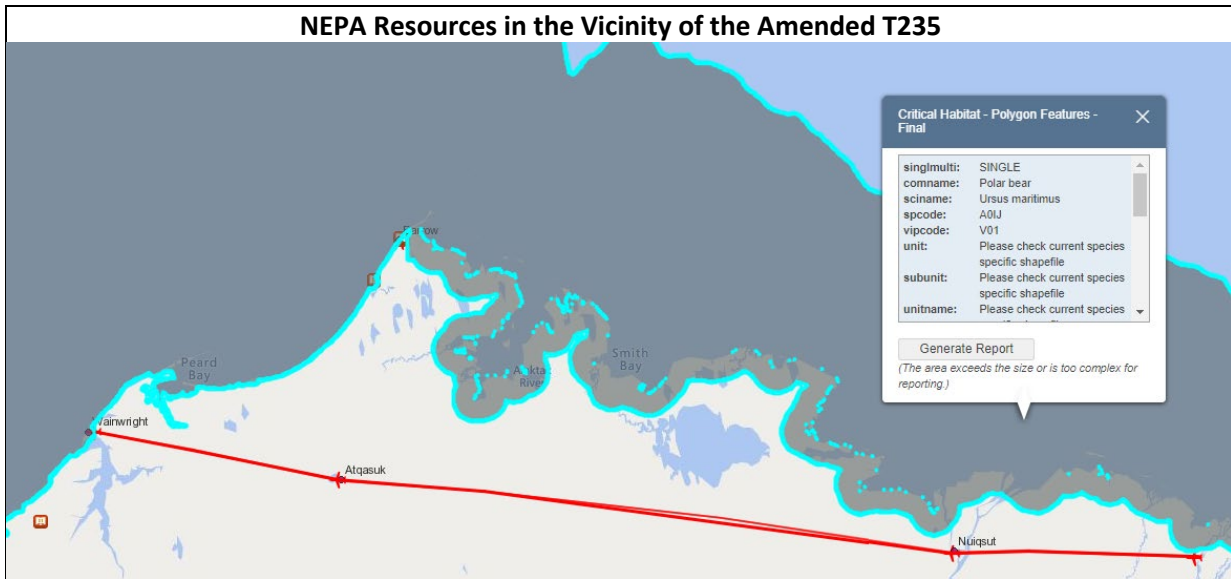 NEPA Resources in the Vicinity of the Amended T235
Critical Habitat - Polygon Features -
Final
singlmulti: SINGLE
comname: Polar bear
sciname: Ursus maritimus
spcode: A0IJ
vipcode: V01
unit: Please check current species
specific shapefile
subunit: Please check current species
specific shapefile
unitname: Please check current species
Generate Report
(The area exceeds the size or is too complex for
reporting.)
Peard
Bay
Smith
Bay
River
Wainwright
Atqasuk
Nuiqsut